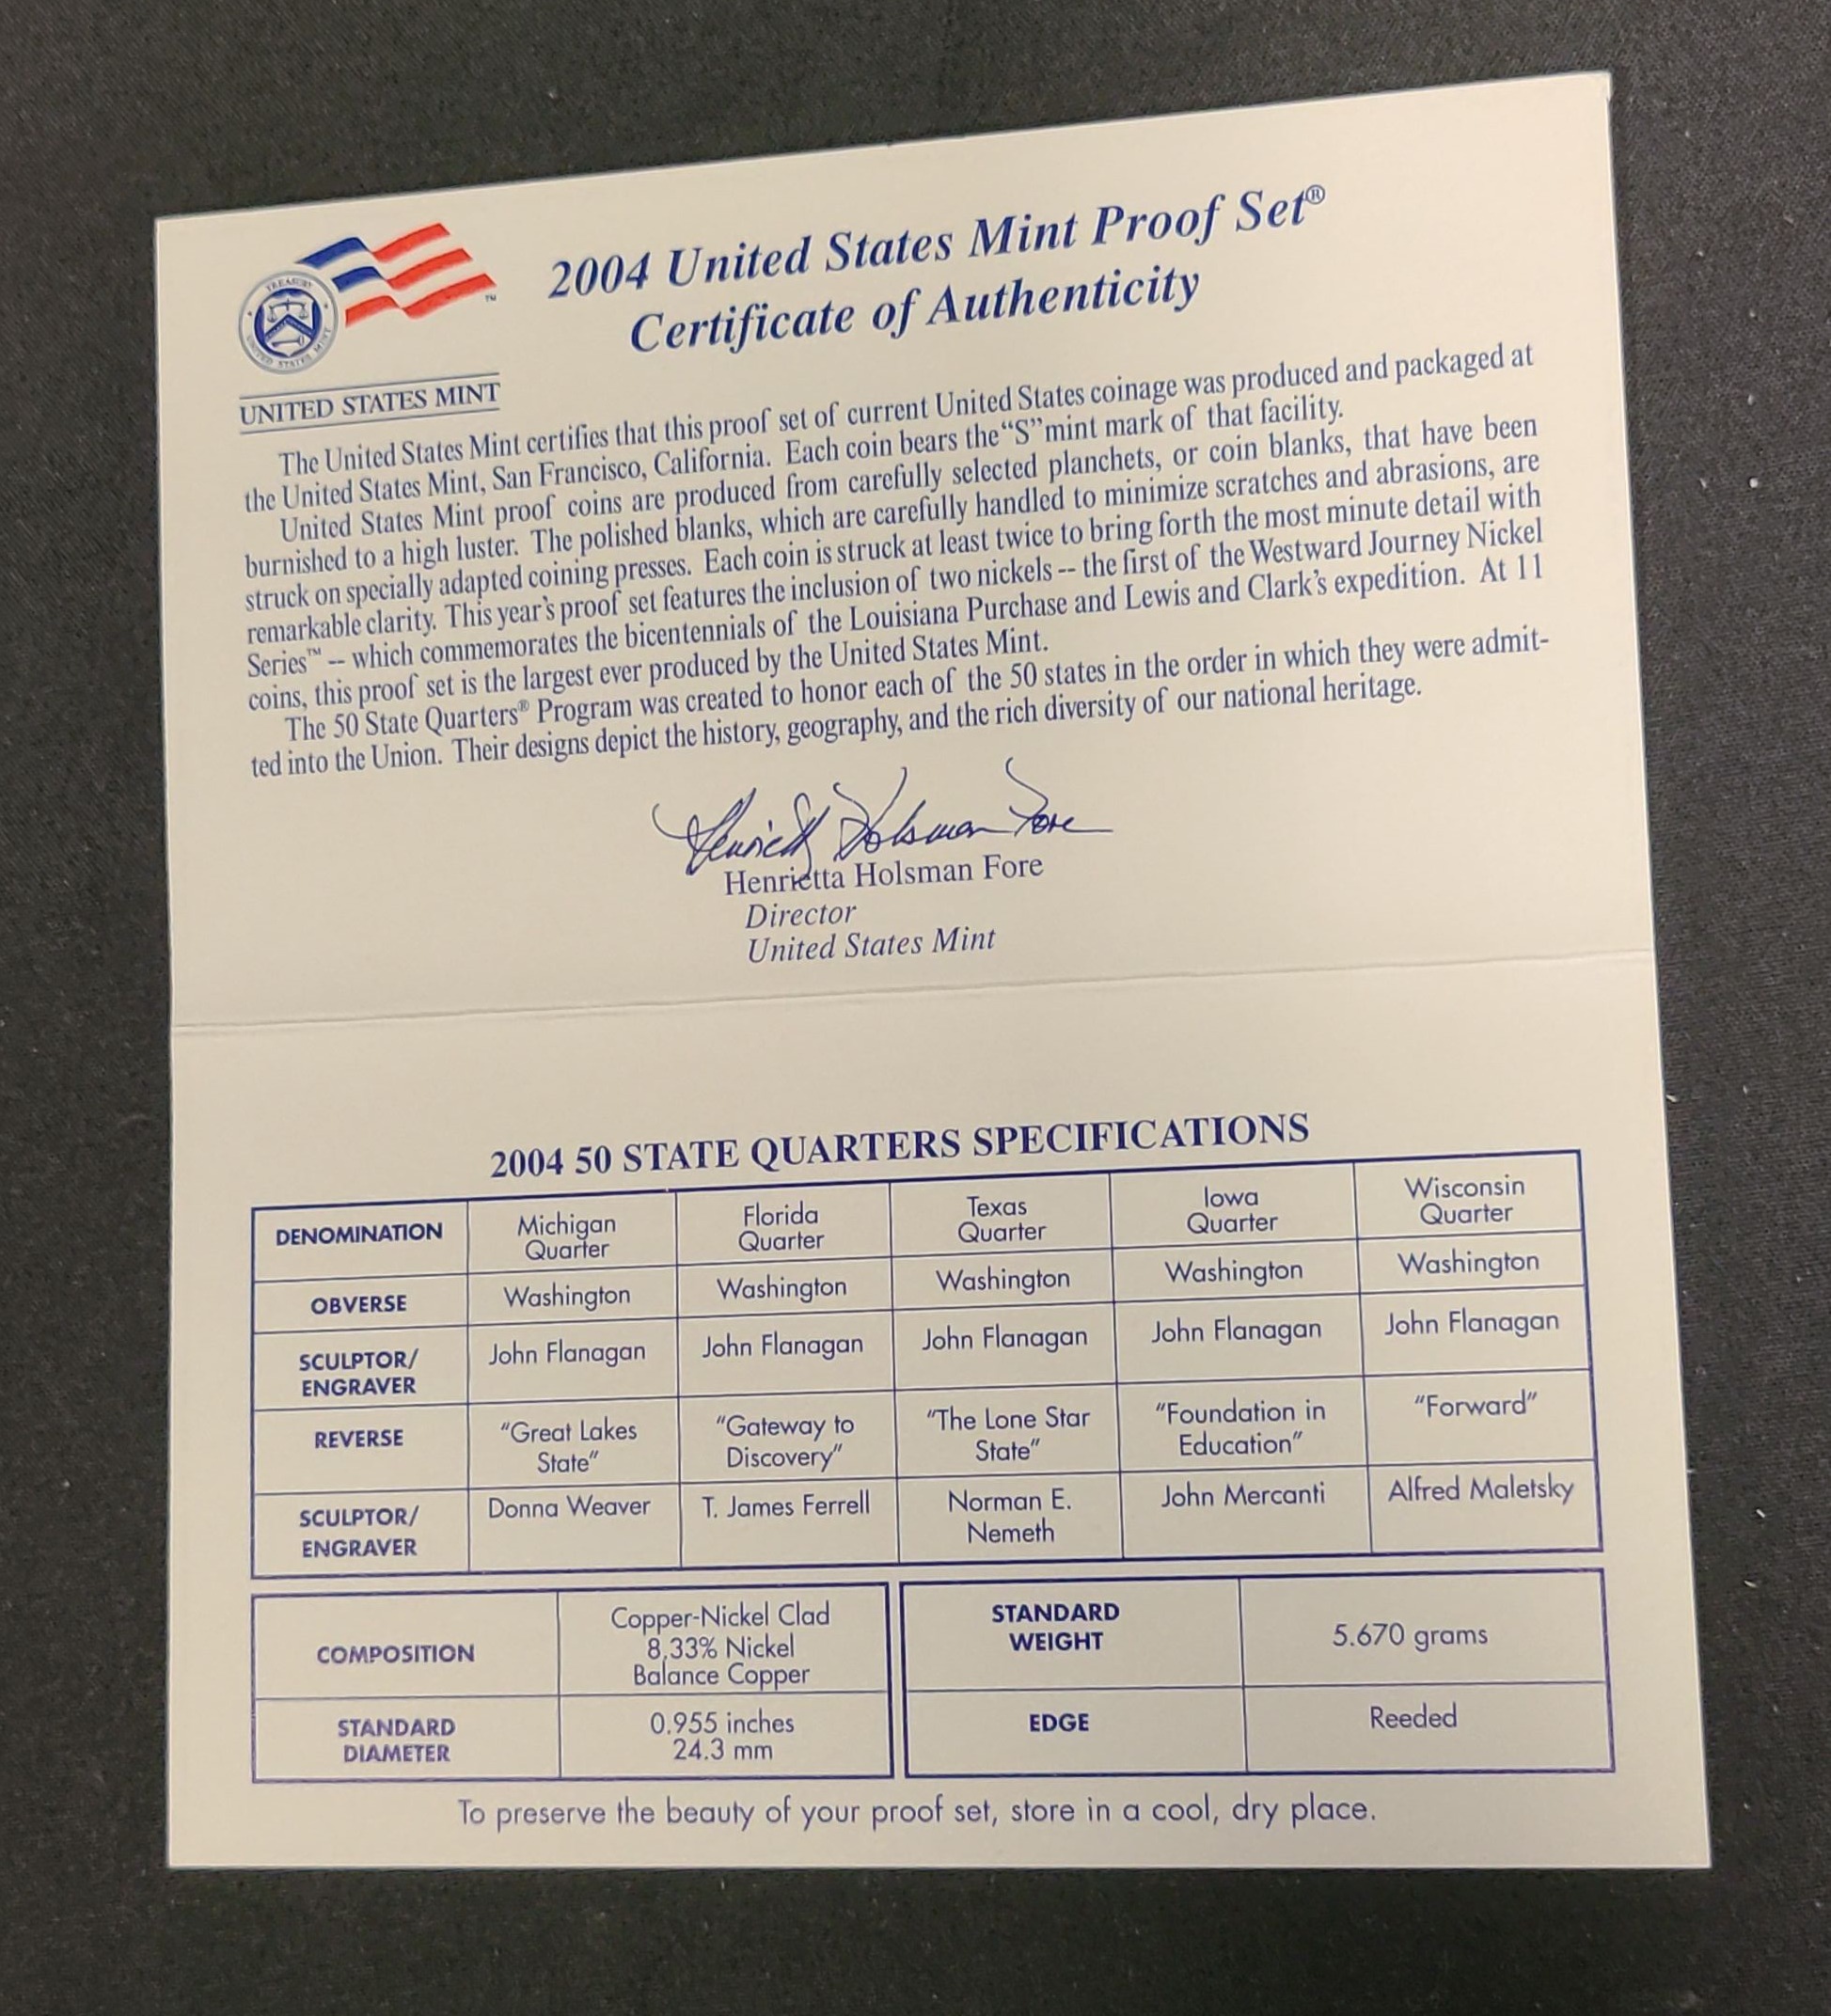 TREASURY
UNITED STATES MINT
™
UNITED STATES MINT
2004 United States Mint Proof Set®
Certificate of Authenticity
The United States Mint certifies that this proof set of current United States coinage was produced and packaged at
the United States Mint, San Francisco, California. Each coin bears the “S” mint mark of that facility.
United States Mint proof coins are produced from carefully selected planchets, or coin blanks, that have been
burnished to a high luster. The polished blanks, which are carefully handled to minimize scratches and abrasions, are
struck on specially adapted coining presses. Each coin is struck at least twice to bring forth the most minute detail with
remarkable clarity. This year’s proof set features the inclusion of two nickels -- the first of the Westward Journey Nickel
Series™ -- which commemorates the bicentennials of the Louisiana Purchase and Lewis and Clark’s expedition. At 11
coins, this proof set is the largest ever produced by the United States Mint.
The 50 State Quarters® Program was created to honor each of the 50 states in the order in which they were admit-
ted into the Union. Their designs depict the history, geography, and the rich diversity of our national heritage.
Henrietta Holsman Fore
Henrietta Holsman Fore
Director
United States Mint
2004 50 STATE QUARTERS SPECIFICATIONS
DENOMINATION Michigan Quarter Florida Quarter Texas Quarter Iowa Quarter Wisconsin Quarter
OBVERSE Washington Washington Washington Washington Washington
SCULPTOR/ ENGRAVER John Flanagan John Flanagan John Flanagan John Flanagan John Flanagan
REVERSE “Great Lakes State” “Gateway to Discovery” “The Lone Star State” “Foundation in Education” “Forward”
SCULPTOR/ ENGRAVER Donna Weaver T. James Ferrell Norman E. Nemeth John Mercanti Alfred Maletsky
COMPOSITION Copper-Nickel Clad 8.33% Nickel Balance Copper
STANDARD WEIGHT 5.670 grams
STANDARD DIAMETER 0.955 inches 24.3 mm
EDGE Reeded
To preserve the beauty of your proof set, store in a cool, dry place.